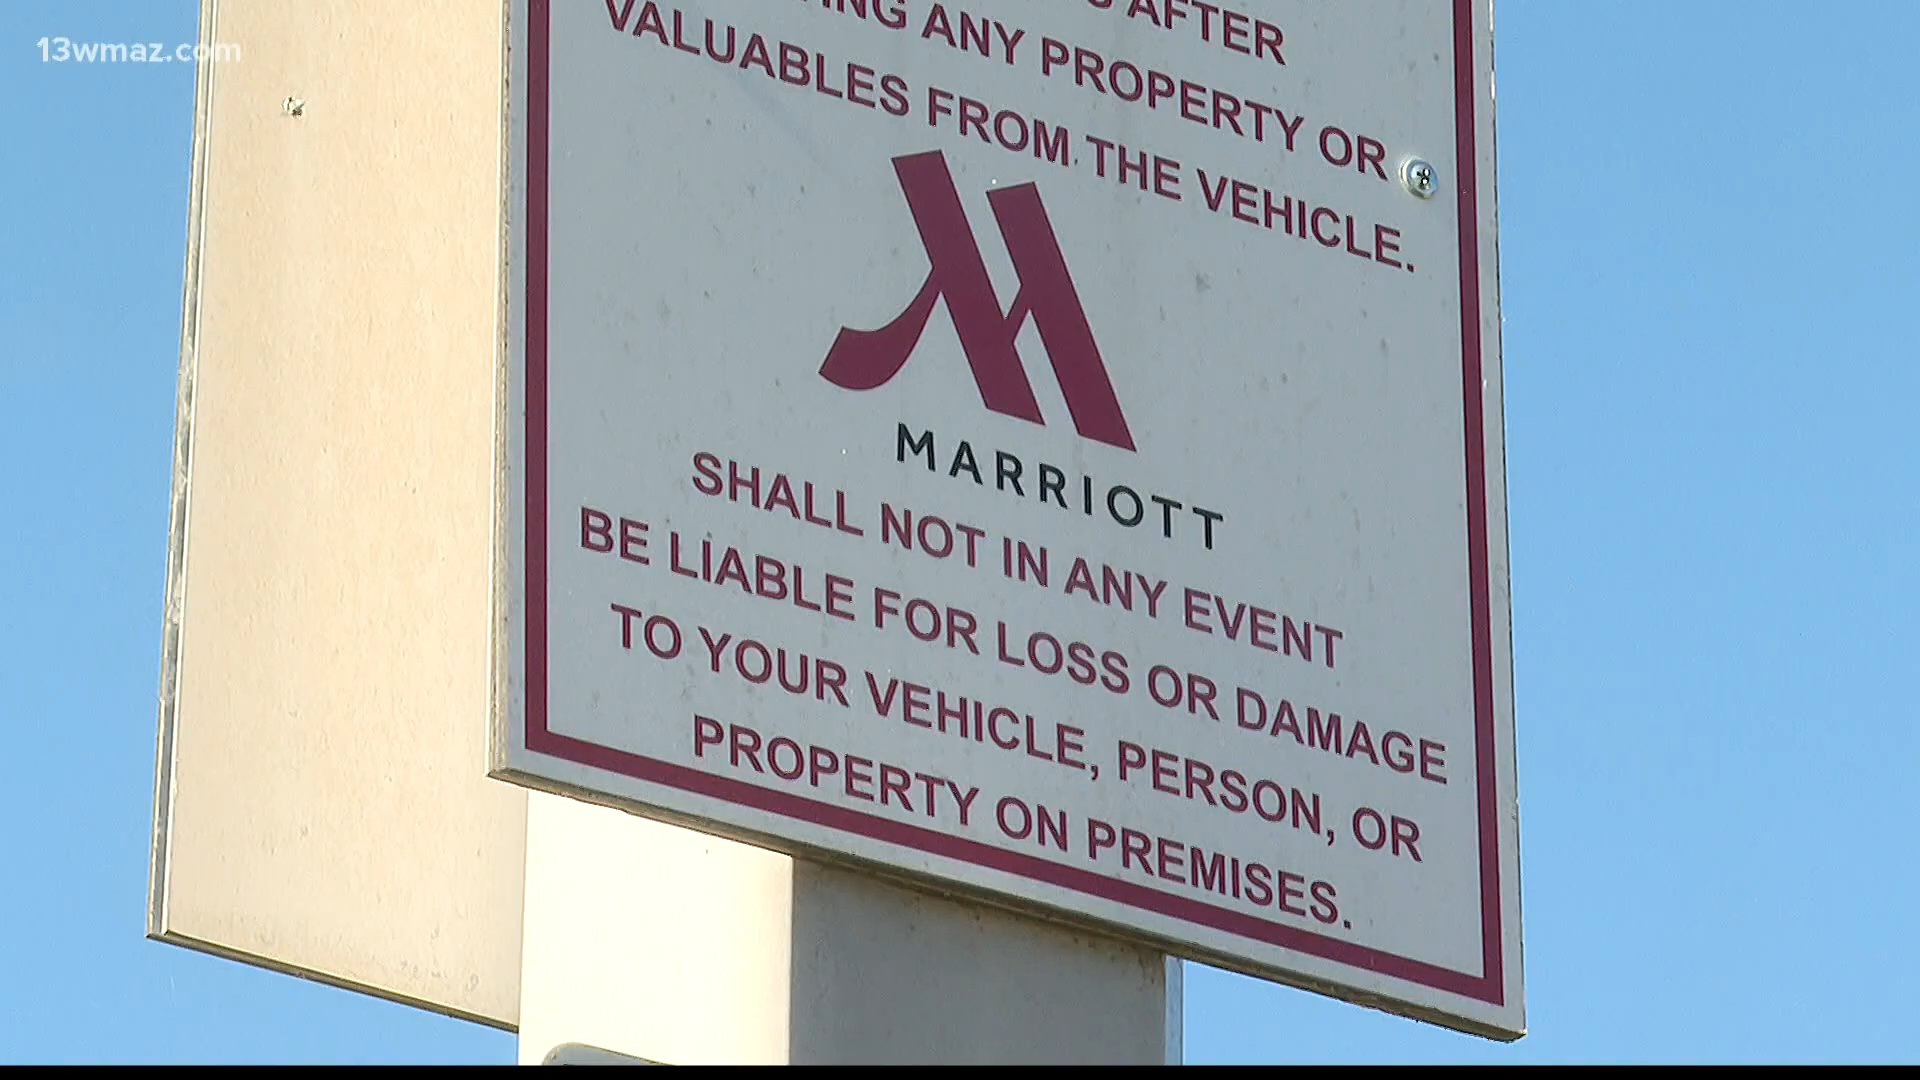 13wmaz.com
AFTER
ANY PROPERTY OR
VALUABLES FROM THE VEHICLE.
MARRIOTT
SHALL NOT IN ANY EVENT
BE LIABLE FOR LOSS OR DAMAGE
TO YOUR VEHICLE, PERSON, OR
PROPERTY ON PREMISES.